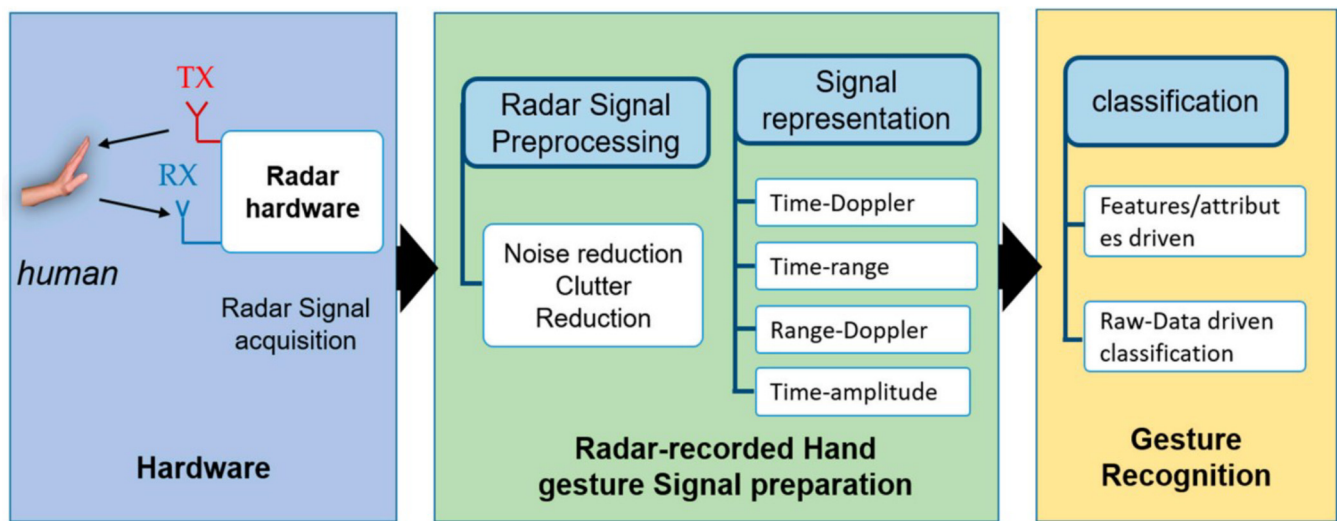 TX
RX
Radar
hardware
human
Radar Signal
acquisition
Hardware
Radar Signal
Preprocessing
Noise reduction
Clutter
Reduction
Signal
representation
Time-Doppler
Time-range
Range-Doppler
Time-amplitude
Radar-recorded Hand
gesture Signal preparation
classification
Features/attribut
es driven
Raw-Data driven
classification
Gesture
Recognition